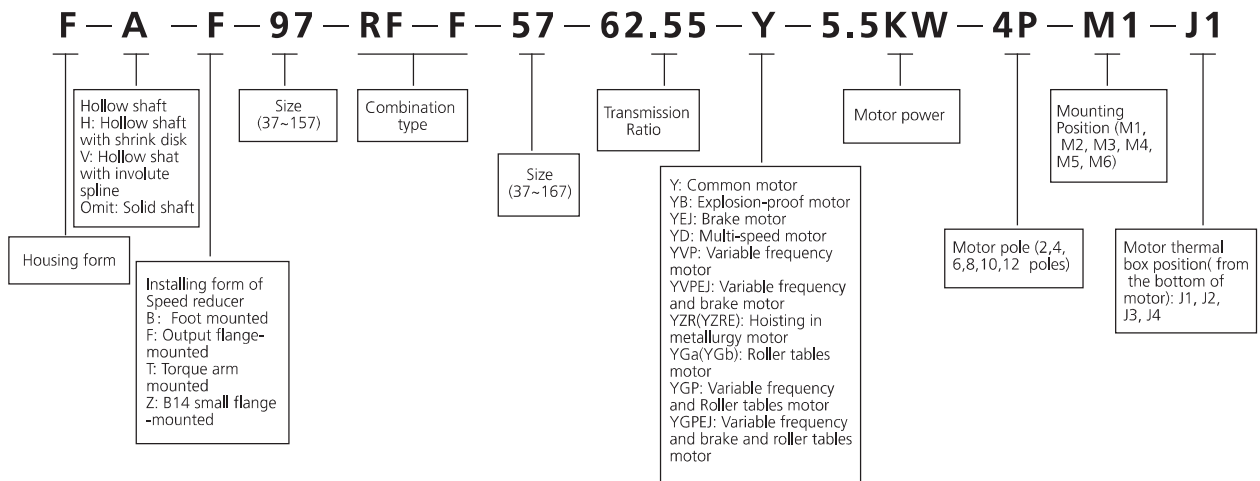 F — A — F — 97 — RF — F — 57 — 62.55 — Y — 5.5KW — 4P — M1 — J1
Hollow shaft
H: Hollow shaft
with shrink disk
V: Hollow shat
with involute
spline
Omit: Solid shaft
Size
(37~157)
Combination
type
Transmission
Ratio
Motor power
Mounting
Position (M1,
M2, M3, M4,
M5, M6)
Size
(37~167)
Y: Common motor
YB: Explosion-proof motor
YEJ: Brake motor
YD: Multi-speed motor
YVP: Variable frequency
motor
YVPEJ: Variable frequency
and brake motor
YZR(YZRE): Hoisting in
metallurgy motor
YGa(YGb): Roller tables
motor
YGP: Variable frequency
and Roller tables motor
YGPEJ: Variable frequency
and brake and roller tables
motor
Housing form
Installing form of
Speed reducer
B: Foot mounted
F: Output flange-
mounted
T: Torque arm
mounted
Z: B14 small flange
-mounted
Motor pole (2,4,
6,8,10,12 poles)
Motor thermal
box position( from
the bottom of
motor): J1, J2,
J3, J4